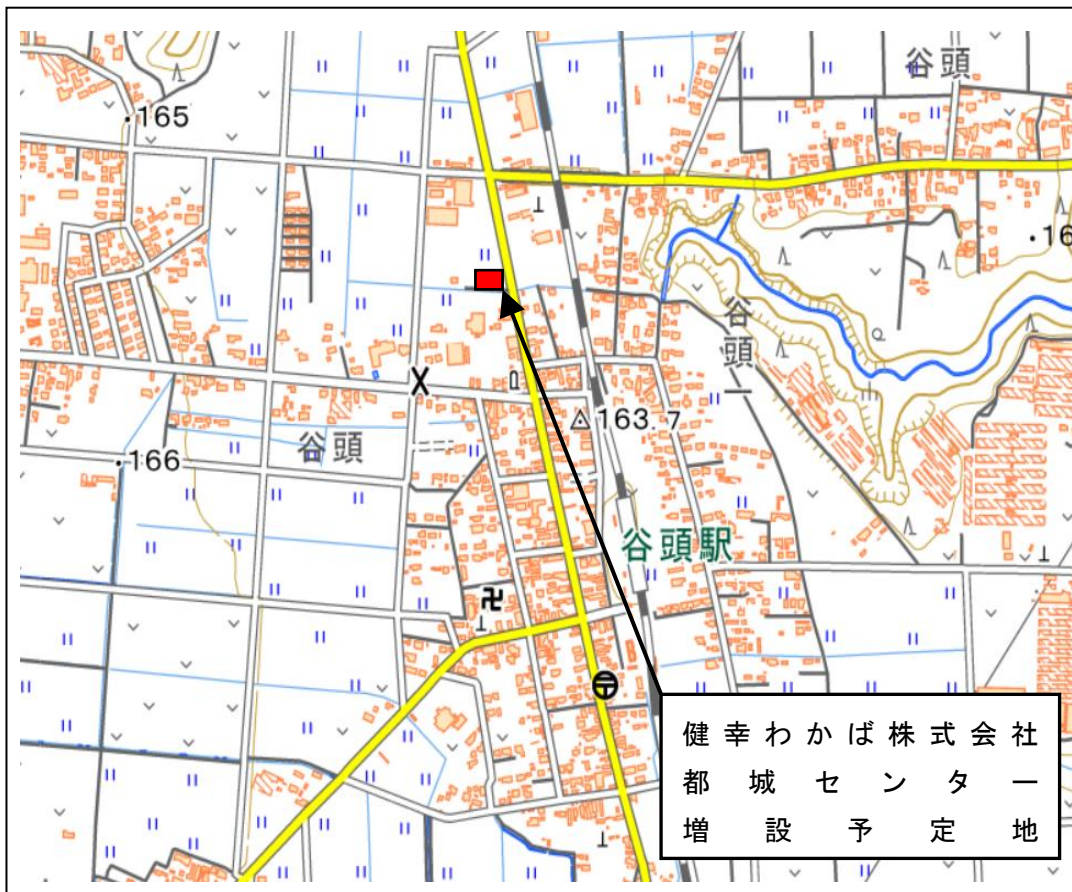 谷頭
.165
.16
谷頭一
163.7
谷頭
.166
谷頭駅
健幸わかば株式会社
都城センター
増設予定地